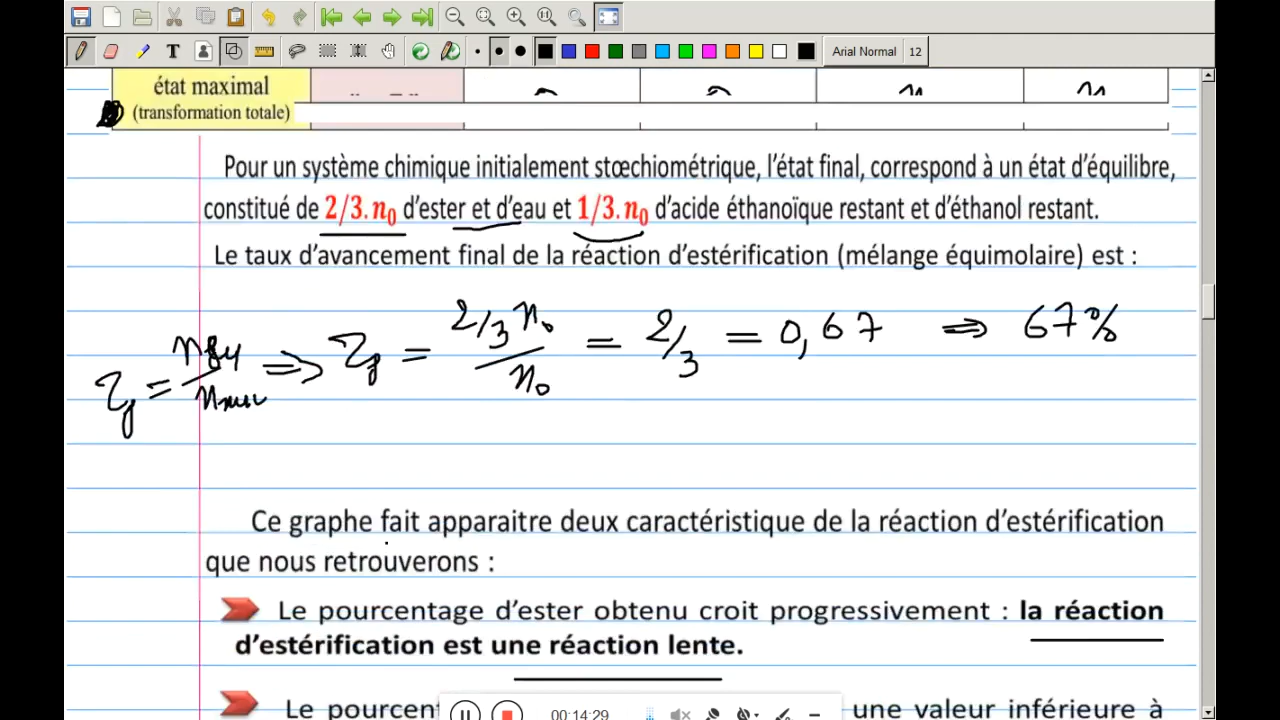 Arial Normal 12
état maximal
(transformation totale)
Pour un système chimique initialement stœchiométrique, l'état final, correspond à un état d'équilibre,
constitué de 2/3.n₀ d'ester et d'eau et 1/3.n₀ d'acide éthanoïque restant et d'éthanol restant.
Le taux d'avancement final de la réaction d'estérification (mélange équimolaire) est :
⇒ τf = 2/3 n₀ / n₀ = 2/3 = 0,67 ⇒ 67%
Ce graphe fait apparaitre deux caractéristique de la réaction d'estérification
que nous retrouverons :
Le pourcentage d'ester obtenu croit progressivement : la réaction
d'estérification est une réaction lente.
Le pourcent
une valeur inférieure à
00:14:29